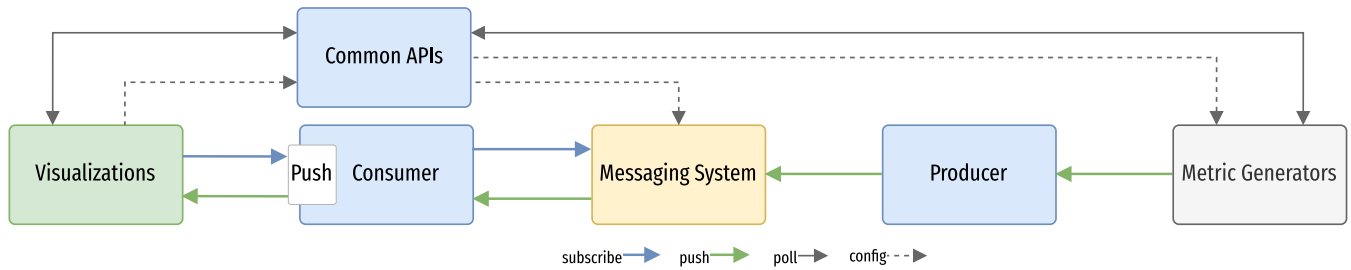 Common APIs
Visualizations
Push
Consumer
Messaging System
Producer
Metric Generators
subscribe
push
poll
config